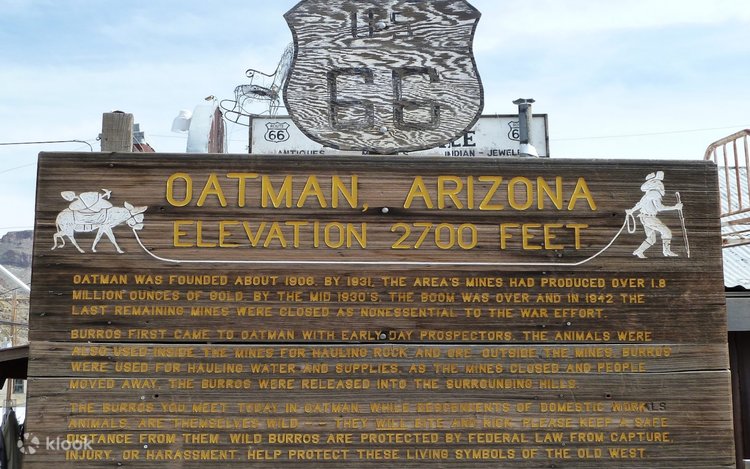 US
66
ROUTE
66
ANTIQUES
INDIAN JEWEL
OATMAN, ARIZONA
ELEVATION 2700 FEET
OATMAN WAS FOUNDED ABOUT 1906. BY 1931, THE AREA'S MINES HAD PRODUCED OVER 1.8
MILLION OUNCES OF GOLD. BY THE MID 1930'S, THE BOOM WAS OVER AND IN 1942 THE
LAST REMAINING MINES WERE CLOSED AS NONESSENTIAL TO THE WAR EFFORT.
BURROS FIRST CAME TO OATMAN WITH EARLY DAY PROSPECTORS. THE ANIMALS WERE
ALSO USED INSIDE THE MINES FOR HAULING ROCK AND ORE. OUTSIDE THE MINES, BURROS
WERE USED FOR HAULING WATER AND SUPPLIES. AS THE MINES CLOSED AND PEOPLE
MOVED AWAY, THE BURROS WERE RELEASED INTO THE SURROUNDING HILLS.
THE BURROS YOU MEET TODAY IN OATMAN, WHILE DESCENDENTS OF DOMESTIC WORK
ANIMALS, ARE THEMSELVES WILD — THEY WILL BITE AND KICK. PLEASE KEEP A SAFE
DISTANCE FROM THEM. WILD BURROS ARE PROTECTED BY FEDERAL LAW FROM CAPTURE,
INJURY, OR HARASSMENT. HELP PROTECT THESE LIVING SYMBOLS OF THE OLD WEST.
klook